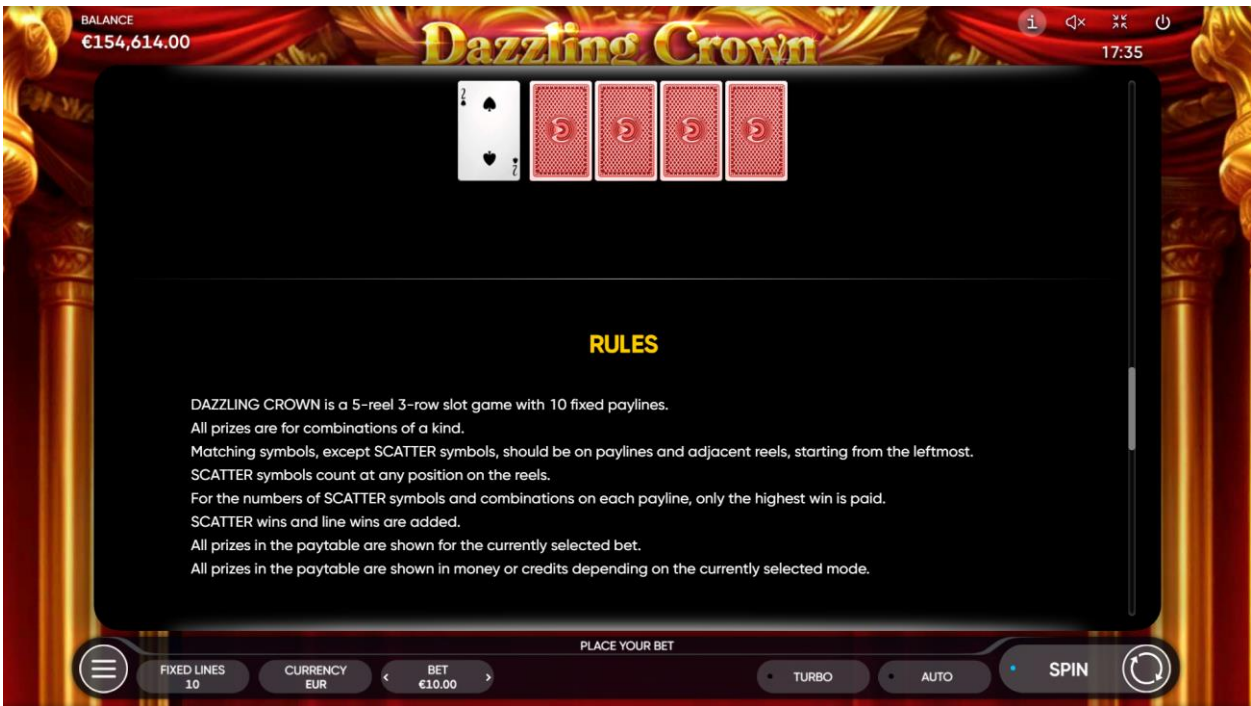 BALANCE
€154,614.00
Dazzling Crown
i
17:35
2
2
RULES
DAZZLING CROWN is a 5-reel 3-row slot game with 10 fixed paylines.
All prizes are for combinations of a kind.
Matching symbols, except SCATTER symbols, should be on paylines and adjacent reels, starting from the leftmost.
SCATTER symbols count at any position on the reels.
For the numbers of SCATTER symbols and combinations on each payline, only the highest win is paid.
SCATTER wins and line wins are added.
All prizes in the paytable are shown for the currently selected bet.
All prizes in the paytable are shown in money or credits depending on the currently selected mode.
PLACE YOUR BET
FIXED LINES
10
CURRENCY
EUR
BET
€10.00
TURBO
AUTO
SPIN